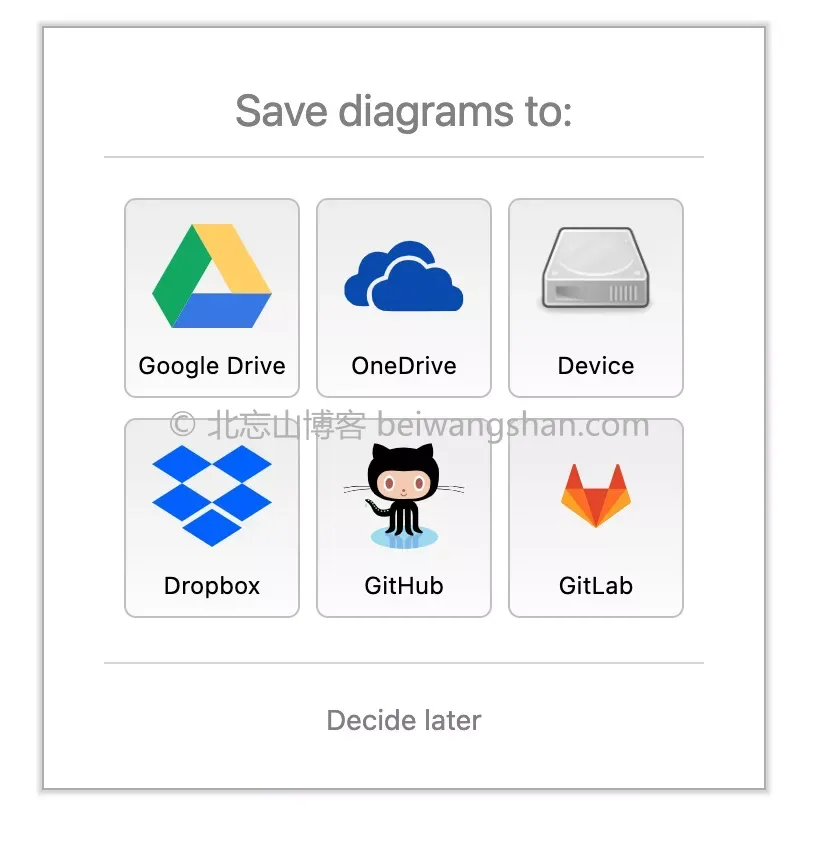 Save diagrams to:
Google Drive OneDrive Device
© 北忘山博客 beiwangshan.com
Dropbox GitHub GitLab
Decide later